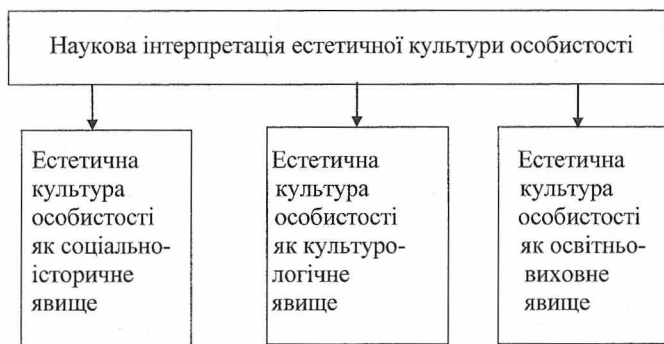 Наукова інтерпретація естетичної культури особистості
Естетична
культура
особистості
як соціально-
історичне
явище
Естетична
культура
особистості
як культуро-
логічне
явище
Естетична
культура
особистості
як освітньо-
виховне
явище